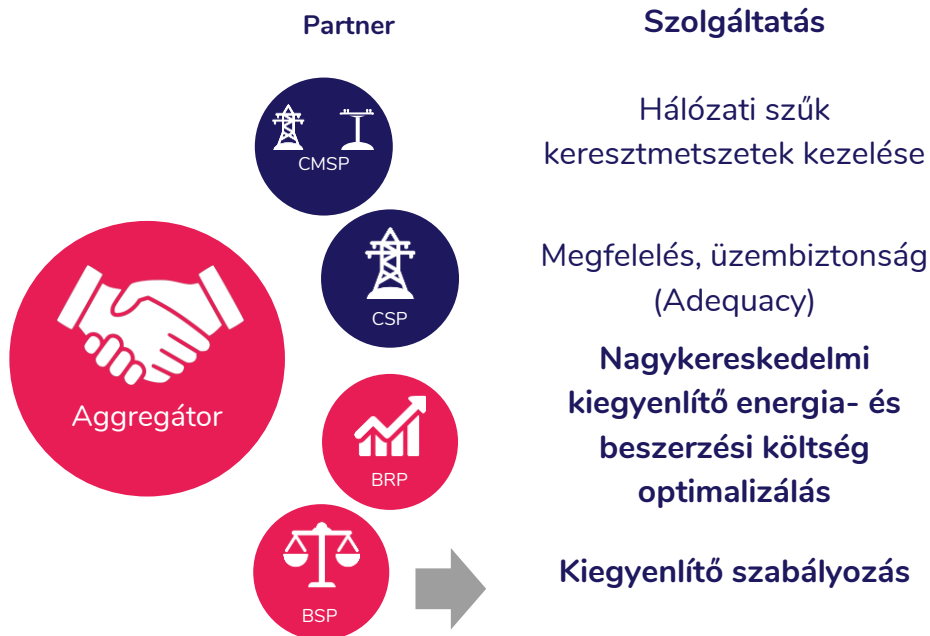 Partner
Szolgáltatás
CMSP
Hálózati szűk
keresztmetszetek kezelése
CSP
Megfelelés, üzembiztonság
(Adequacy)
Aggregátor
BRP
Nagykereskedelmi
kiegyenlítő energia- és
beszerzési költség
optimalizálás
BSP
Kiegyenlítő szabályozás